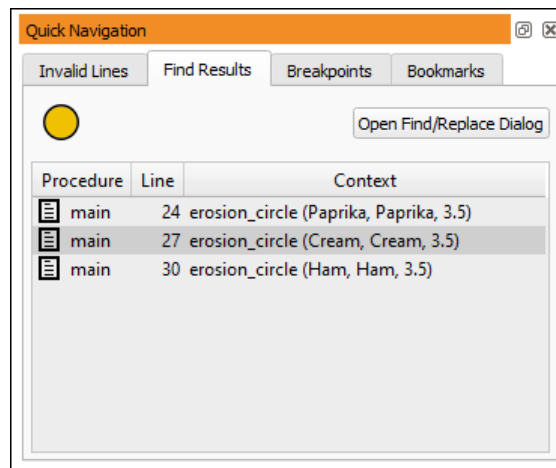 Quick Navigation
Invalid Lines Find Results Breakpoints Bookmarks
Open Find/Replace Dialog
Procedure Line Context
main 24 erosion_circle (Paprika, Paprika, 3.5)
main 27 erosion_circle (Cream, Cream, 3.5)
main 30 erosion_circle (Ham, Ham, 3.5)